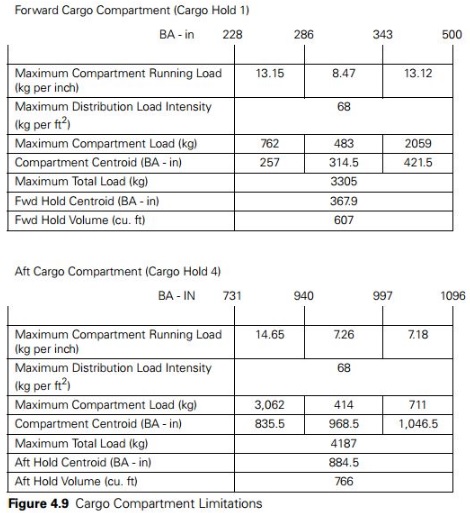 Forward Cargo Compartment (Cargo Hold 1)
BA - in 228 286 343 500
Maximum Compartment Running Load 13.15 8.47 13.12
(kg per inch)
Maximum Distribution Load Intensity 68
(kg per ft²)
Maximum Compartment Load (kg) 762 483 2059
Compartment Centroid (BA - in) 257 314.5 421.5
Maximum Total Load (kg) 3305
Fwd Hold Centroid (BA - in) 367.9
Fwd Hold Volume (cu. ft) 607
Aft Cargo Compartment (Cargo Hold 4)
BA - IN 731 940 997 1096
Maximum Compartment Running Load 14.65 7.26 7.18
(kg per inch)
Maximum Distribution Load Intensity 68
(kg per ft²)
Maximum Compartment Load (kg) 3,062 414 711
Compartment Centroid (BA - in) 835.5 968.5 1,046.5
Maximum Total Load (kg) 4187
Aft Hold Centroid (BA - in) 884.5
Aft Hold Volume (cu. ft) 766
Figure 4.9 Cargo Compartment Limitations